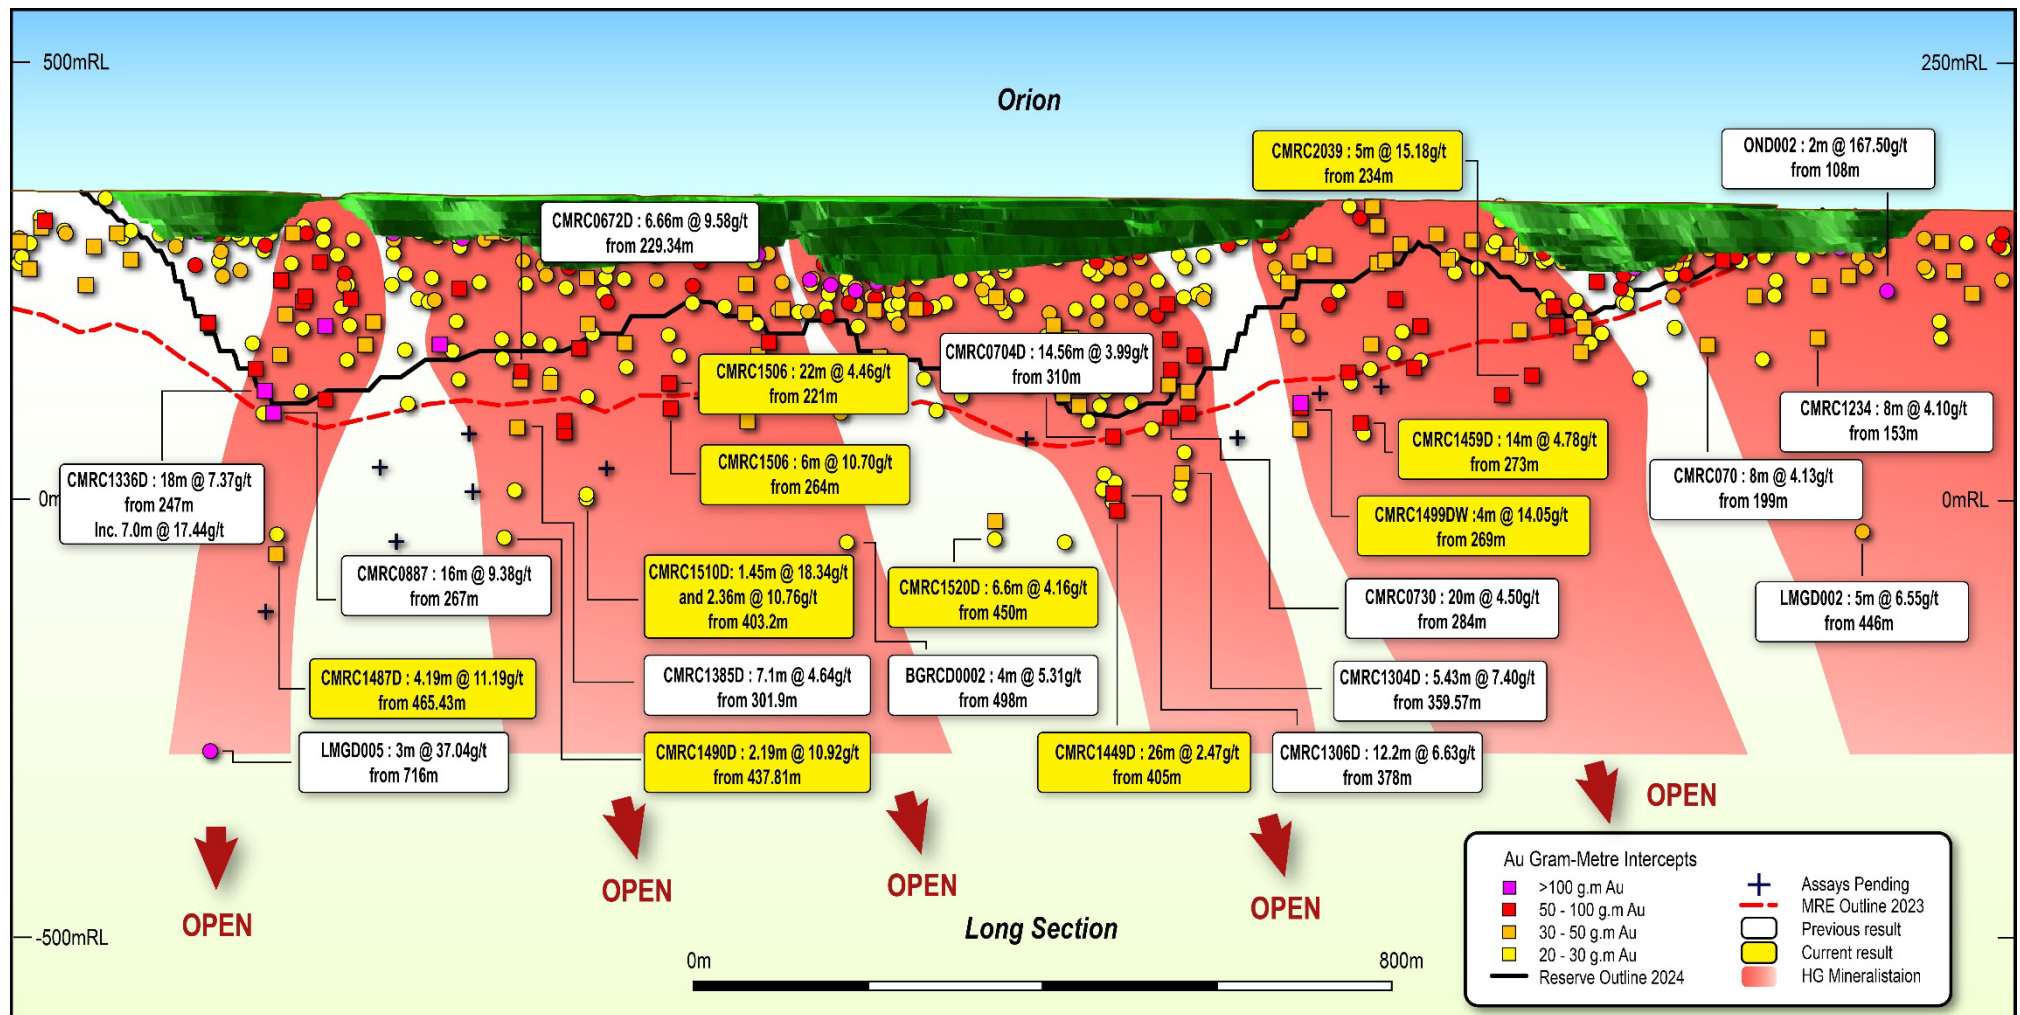 500mRL
250mRL
Orion
CMRC2039 : 5m @ 15.18g/t
from 234m
OND002 : 2m @ 167.50g/t
from 108m
CMRC0672D : 6.66m @ 9.58g/t
from 229.34m
CMRC0704D : 14.56m @ 3.99g/t
from 310m
CMRC1506 : 22m @ 4.46g/t
from 221m
CMRC1234 : 8m @ 4.10g/t
from 153m
CMRC1459D : 14m @ 4.78g/t
from 273m
CMRC1506 : 6m @ 10.70g/t
from 264m
CMRC070 : 8m @ 4.13g/t
from 199m
CMRC1336D : 18m @ 7.37g/t
from 247m
Inc. 7.0m @ 17.44g/t
0m
0mRL
CMRC1499DW :4m @ 14.05g/t
from 269m
CMRC0887 : 16m @ 9.38g/t
from 267m
CMRC1510D: 1.45m @ 18.34g/t
and 2.36m @ 10.76g/t
from 403.2m
CMRC1520D : 6.6m @ 4.16g/t
from 450m
CMRC0730 : 20m @ 4.50g/t
from 284m
LMGD002 : 5m @ 6.55g/t
from 446m
CMRC1487D : 4.19m @ 11.19g/t
from 465.43m
CMRC1385D : 7.1m @ 4.64g/t
from 301.9m
BGRCD0002 : 4m @ 5.31g/t
from 498m
CMRC1304D : 5.43m @ 7.40g/t
from 359.57m
LMGD005 : 3m @ 37.04g/t
from 716m
CMRC1490D : 2.19m @ 10.92g/t
from 437.81m
CMRC1449D : 26m @ 2.47g/t
from 405m
CMRC1306D : 12.2m @ 6.63g/t
from 378m
OPEN
OPEN
OPEN
OPEN
OPEN
-500mRL
Long Section
0m
800m
Au Gram-Metre Intercepts
>100 g.m Au
50 - 100 g.m Au
30 - 50 g.m Au
20 - 30 g.m Au
Reserve Outline 2024
Assays Pending
MRE Outline 2023
Previous result
Current result
HG Mineralistaion